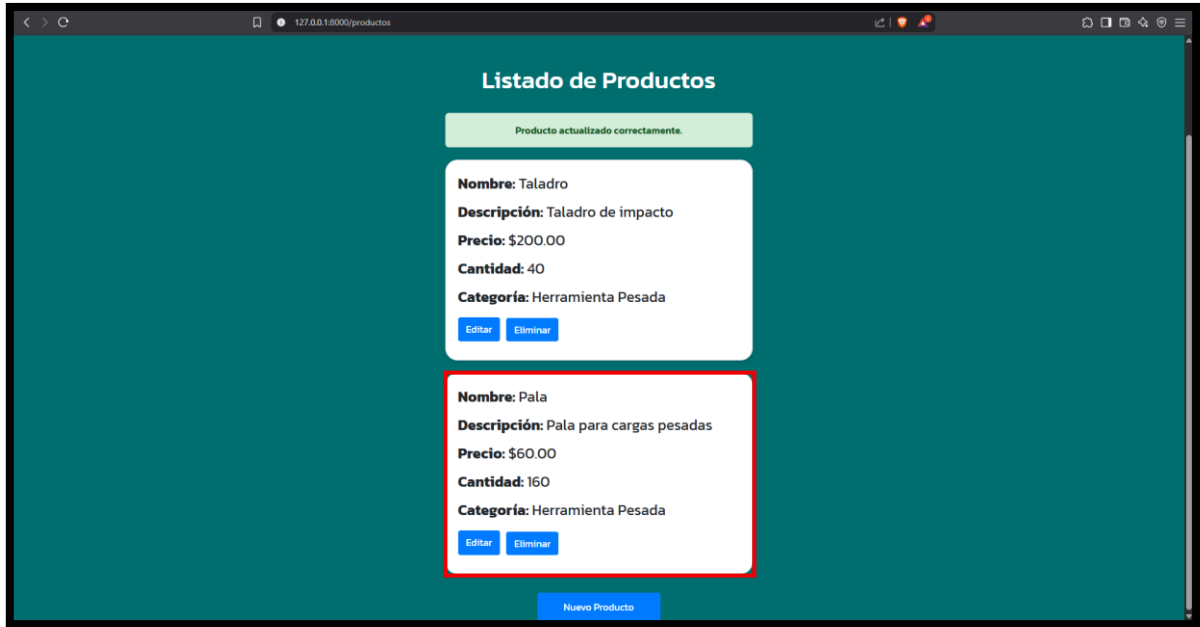 127.0.0.1:8000/productos
Listado de Productos
Producto actualizado correctamente.
Nombre: Taladro
Descripción: Taladro de impacto
Precio: $200.00
Cantidad: 40
Categoría: Herramienta Pesada
Editar Eliminar
Nombre: Pala
Descripción: Pala para cargas pesadas
Precio: $60.00
Cantidad: 160
Categoría: Herramienta Pesada
Editar Eliminar
Nuevo Producto